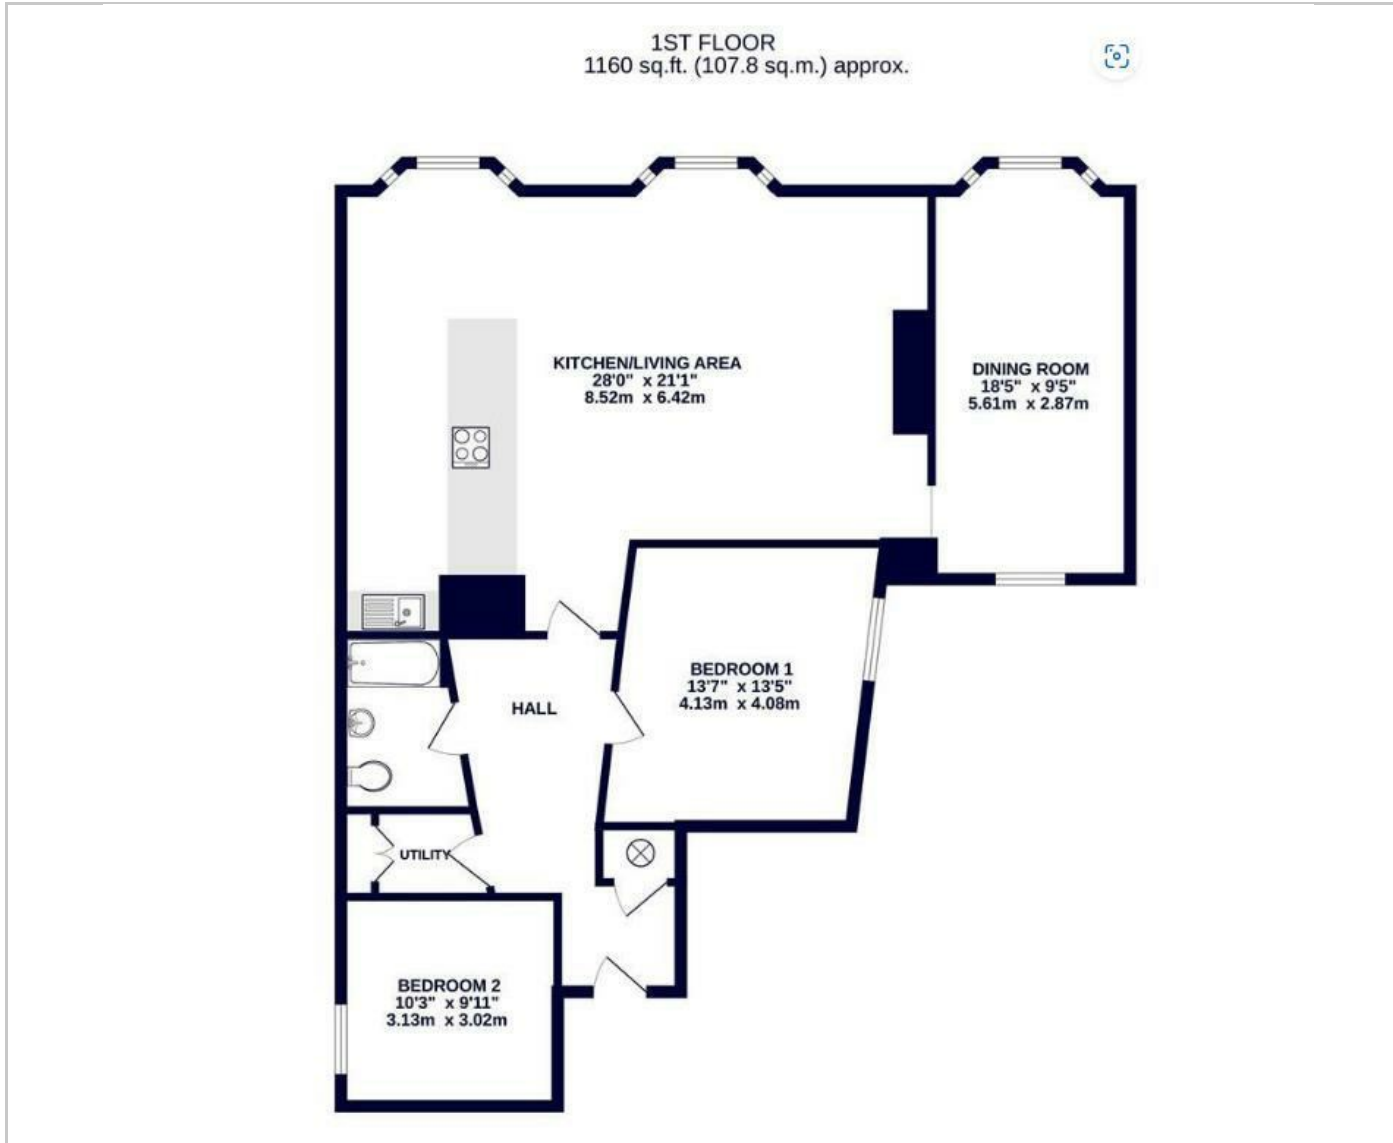 1ST FLOOR
1160 sq.ft. (107.8 sq.m.) approx.
KITCHEN/LIVING AREA
28'0" x 21'1"
8.52m x 6.42m
DINING ROOM
18'5" x 9'5"
5.61m x 2.87m
BEDROOM 1
13'7" x 13'5"
4.13m x 4.08m
HALL
UTILITY
BEDROOM 2
10'3" x 9'11"
3.13m x 3.02m